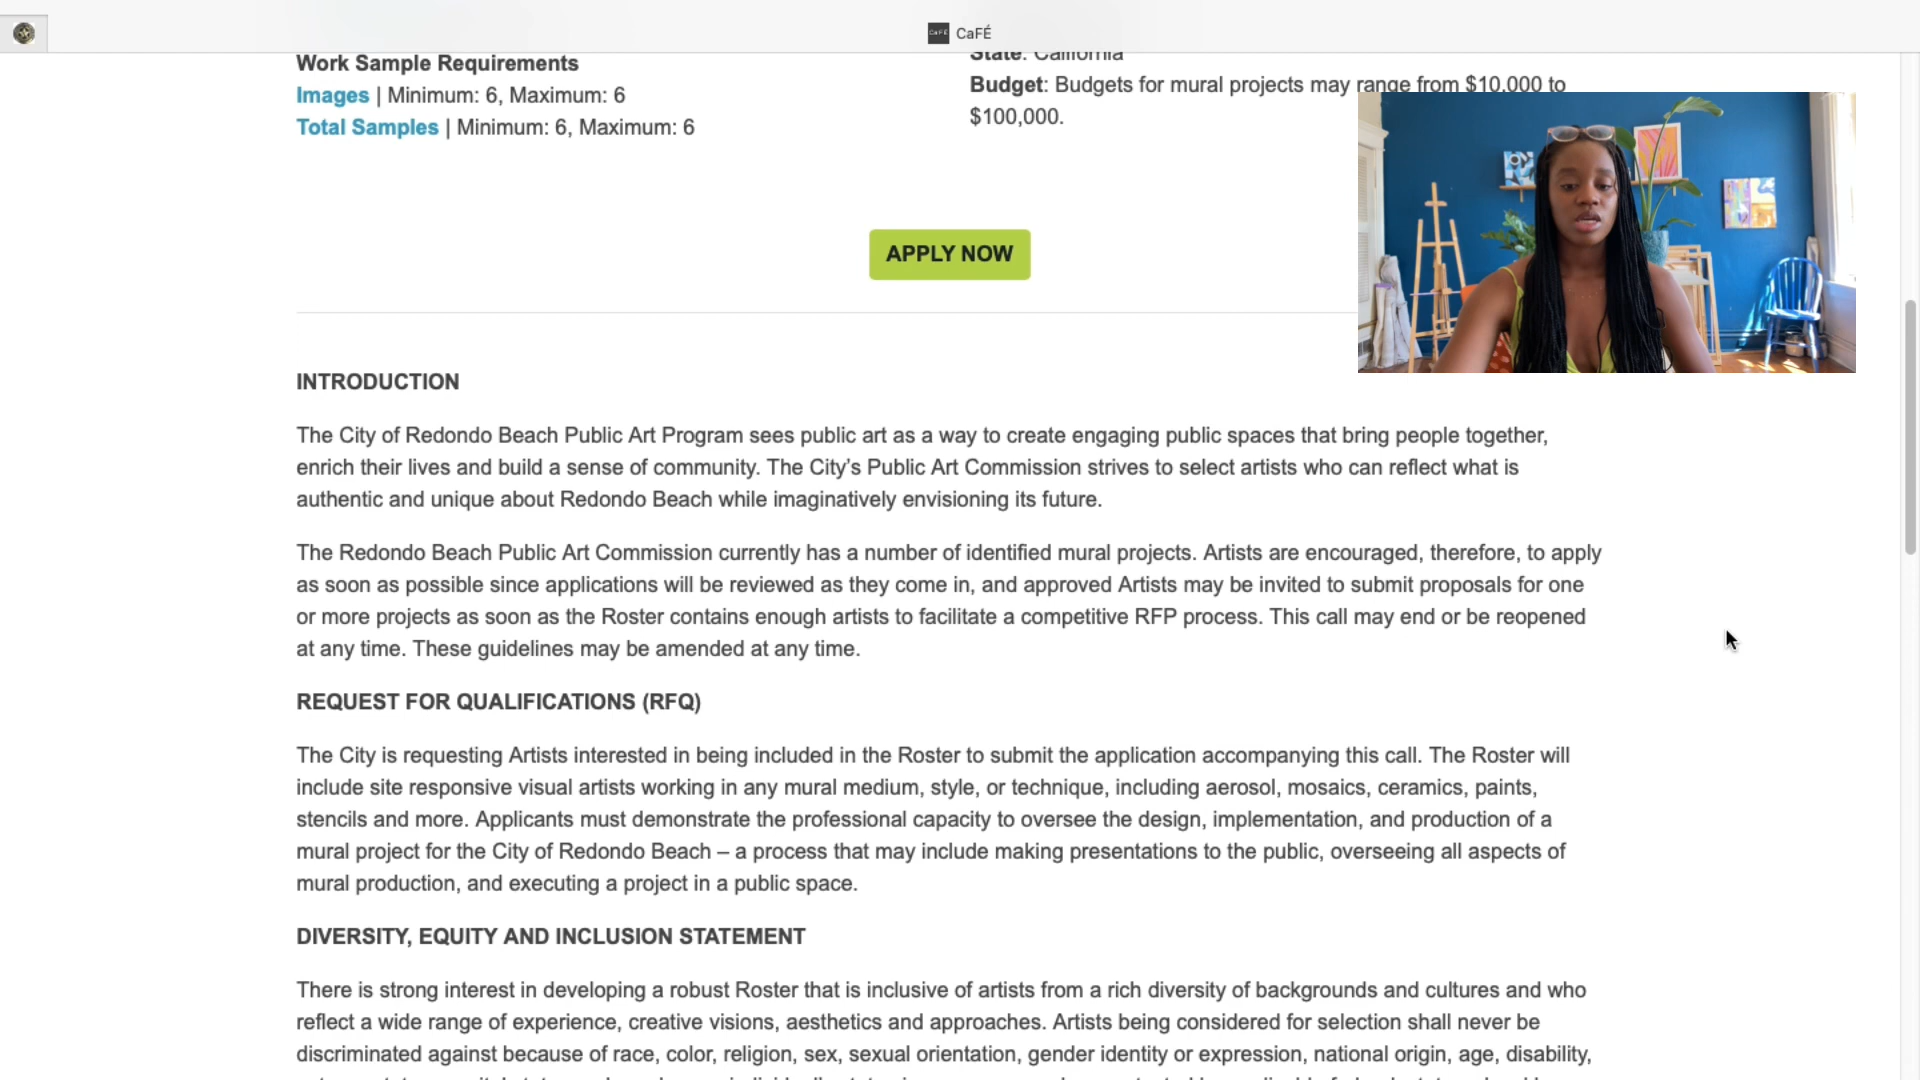 CaFÉ
CaFÉ
Work Sample Requirements
Images | Minimum: 6, Maximum: 6
Total Samples | Minimum: 6, Maximum: 6
State: California
Budget: Budgets for mural projects may range from $10,000 to
$100,000.
APPLY NOW
INTRODUCTION
The City of Redondo Beach Public Art Program sees public art as a way to create engaging public spaces that bring people together,
enrich their lives and build a sense of community. The City’s Public Art Commission strives to select artists who can reflect what is
authentic and unique about Redondo Beach while imaginatively envisioning its future.
The Redondo Beach Public Art Commission currently has a number of identified mural projects. Artists are encouraged, therefore, to apply
as soon as possible since applications will be reviewed as they come in, and approved Artists may be invited to submit proposals for one
or more projects as soon as the Roster contains enough artists to facilitate a competitive RFP process. This call may end or be reopened
at any time. These guidelines may be amended at any time.
REQUEST FOR QUALIFICATIONS (RFQ)
The City is requesting Artists interested in being included in the Roster to submit the application accompanying this call. The Roster will
include site responsive visual artists working in any mural medium, style, or technique, including aerosol, mosaics, ceramics, paints,
stencils and more. Applicants must demonstrate the professional capacity to oversee the design, implementation, and production of a
mural project for the City of Redondo Beach – a process that may include making presentations to the public, overseeing all aspects of
mural production, and executing a project in a public space.
DIVERSITY, EQUITY AND INCLUSION STATEMENT
There is strong interest in developing a robust Roster that is inclusive of artists from a rich diversity of backgrounds and cultures and who
reflect a wide range of experience, creative visions, aesthetics and approaches. Artists being considered for selection shall never be
discriminated against because of race, color, religion, sex, sexual orientation, gender identity or expression, national origin, age, disability,